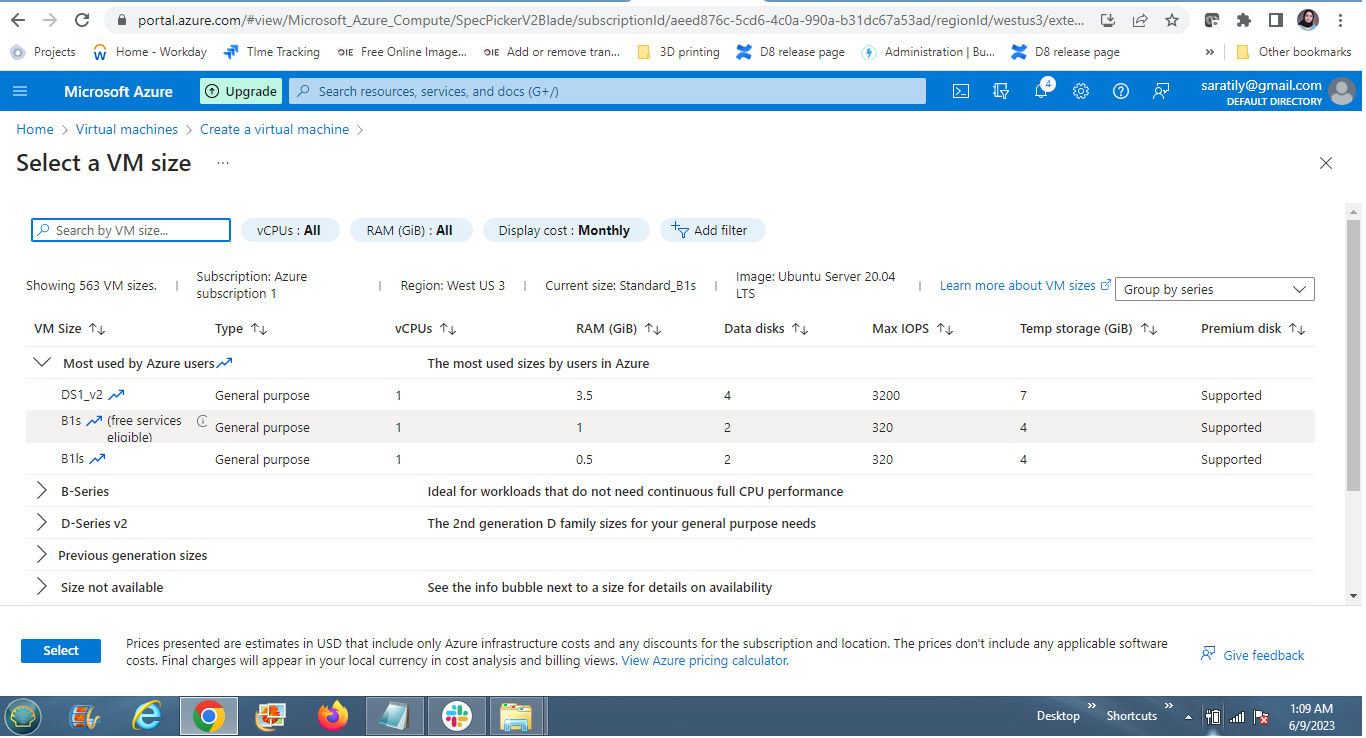 portal.azure.com/#view/Microsoft_Azure_Compute/SpecPickerV2Blade/subscriptionId/aeed876c-5cd6-4c0a-990a-b31dc67a53ad/regionId/westus3/exte...
Projects Home - Workday TIme Tracking Free Online Image... Add or remove tran... 3D printing D8 release page Administration | Bu... D8 release page » Other bookmarks
Microsoft Azure Upgrade Search resources, services, and docs (G+/) 4 saratily@gmail.com
DEFAULT DIRECTORY
Home > Virtual machines > Create a virtual machine >
Select a VM size ...
Search by VM size... vCPUs : All RAM (GiB) : All Display cost : Monthly Add filter
Showing 563 VM sizes. | Subscription: Azure subscription 1 | Region: West US 3 | Current size: Standard_B1s | Image: Ubuntu Server 20.04 LTS | Learn more about VM sizes Group by series
VM Size Type vCPUs RAM (GiB) Data disks Max IOPS Temp storage (GiB) Premium disk
Most used by Azure users The most used sizes by users in Azure
DS1_v2 General purpose 1 3.5 4 3200 7 Supported
B1s (free services eligible) General purpose 1 1 2 320 4 Supported
B1ls General purpose 1 0.5 2 320 4 Supported
B-Series Ideal for workloads that do not need continuous full CPU performance
D-Series v2 The 2nd generation D family sizes for your general purpose needs
Previous generation sizes
Size not available See the info bubble next to a size for details on availability
Select Prices presented are estimates in USD that include only Azure infrastructure costs and any discounts for the subscription and location. The prices don't include any applicable software
costs. Final charges will appear in your local currency in cost analysis and billing views. View Azure pricing calculator.
Give feedback
Desktop » Shortcuts » 1:09 AM
6/9/2023